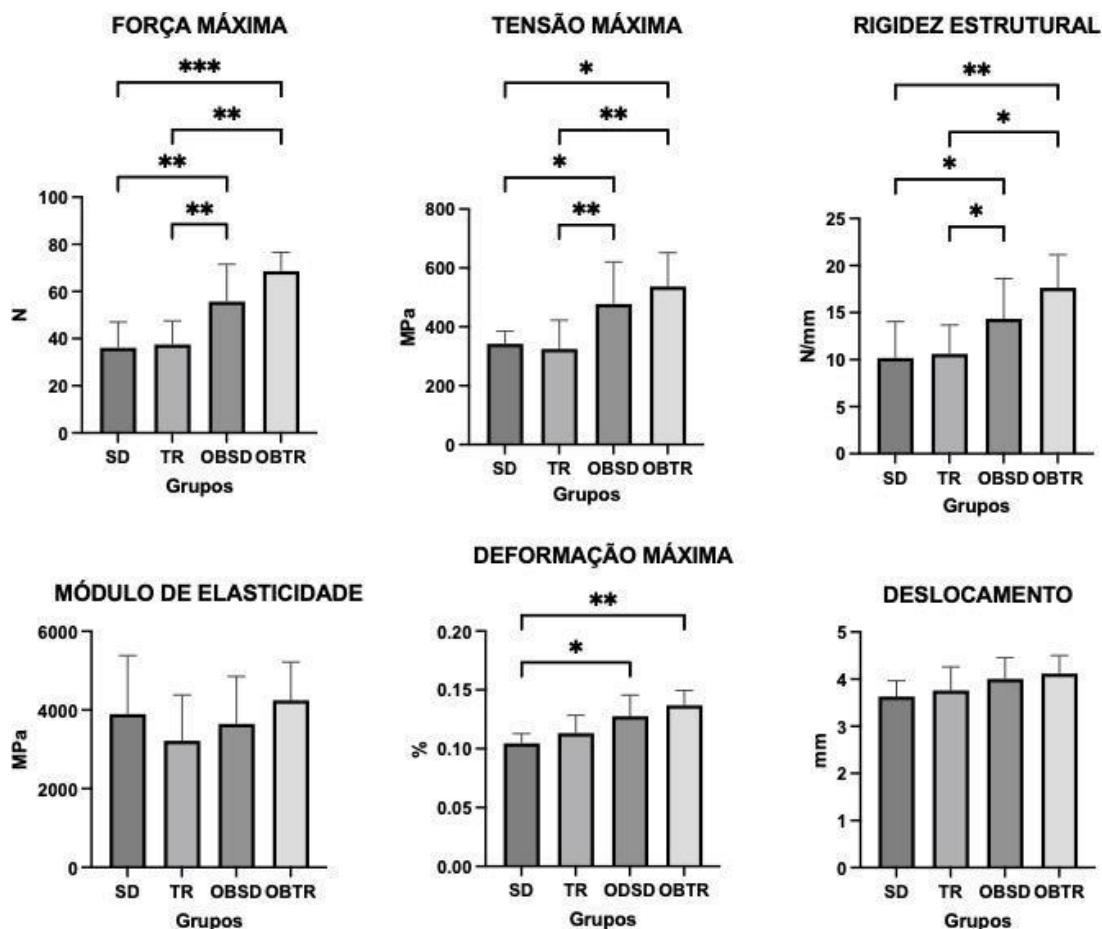 FORÇA MÁXIMA
***
**
**
**
100
80
60
40
20
0
N
SD TR OBSD OBTR
Grupos
TENSÃO MÁXIMA
*
**
*
**
800
600
400
200
0
MPa
SD TR OBSD OBTR
Grupos
RIGIDEZ ESTRUTURAL
**
*
*
*
25
20
15
10
5
0
N/mm
SD TR OBSD OBTR
Grupos
MÓDULO DE ELASTICIDADE
6000
4000
2000
0
MPa
SD TR OBSD OBTR
Grupos
DEFORMAÇÃO MÁXIMA
**
*
0.20
0.15
0.10
0.05
0.00
%
SD TR ODSD OBTR
Grupos
DESLOCAMENTO
5
4
3
2
1
0
mm
SD TR OBSD OBTR
Grupos